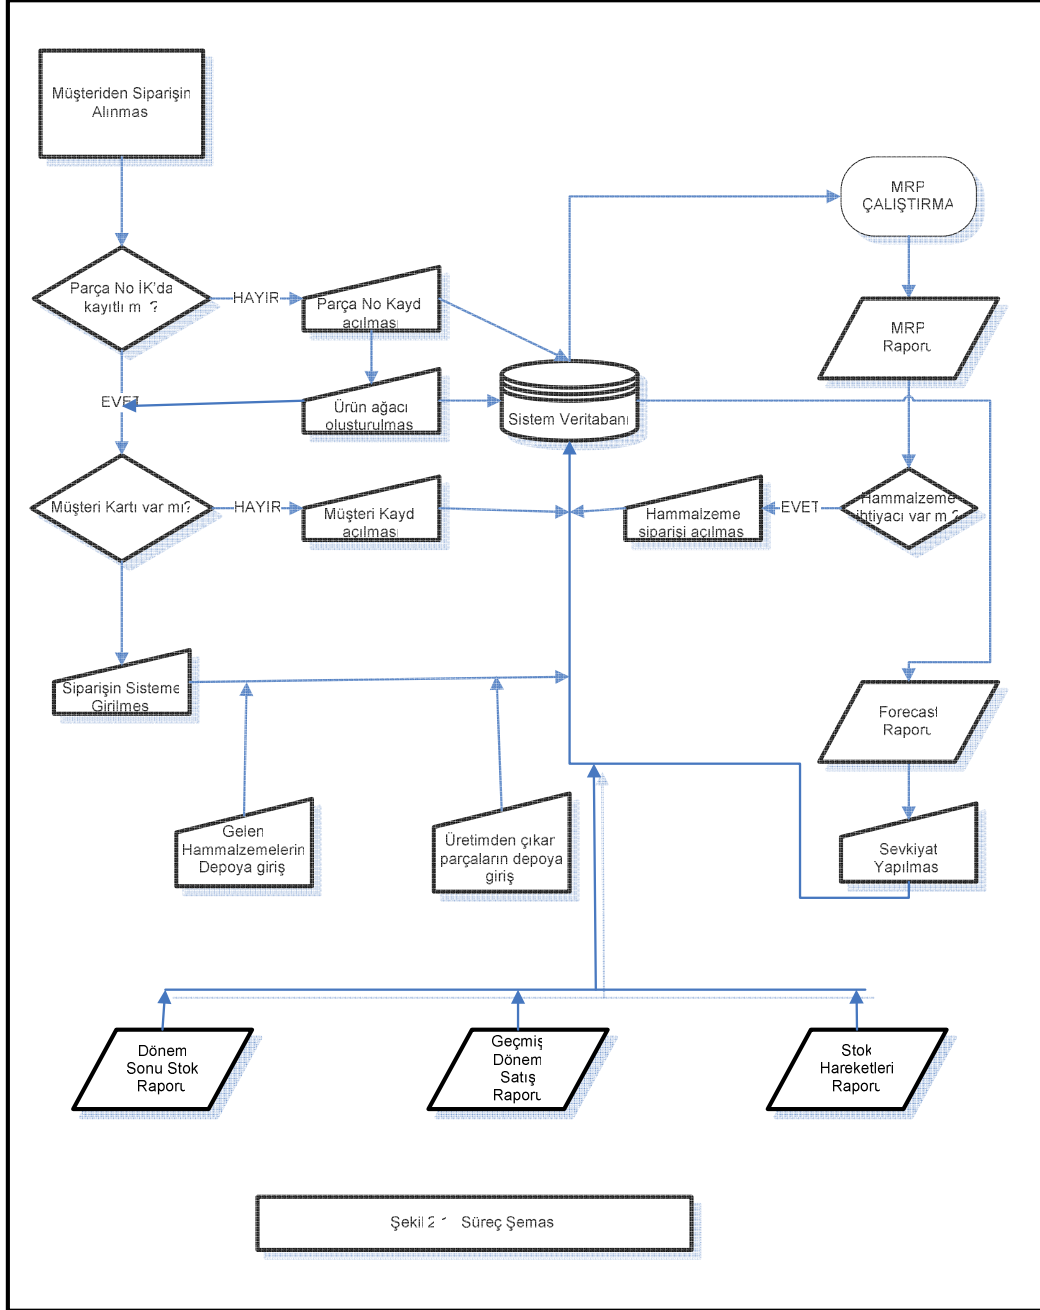 Müşteriden Siparişin
Alınması
MRP
ÇALIŞTIRMA
Parça No İK'da
kayıtlı m ?
HAYIR
Parça No Kayd
açılması
MRP
Raporu
EVET
Ürün ağacı
oluşturulmas
Sistem Veritabanı
Müşteri Kartı var mı?
HAYIR
Müşteri Kayd
açılması
Hammalzeme
siparişi açılmas
EVET
Hammalzeme
ihtiyacı var m ?
Siparişin Sisteme
Girilmes
Forecast
Raporu
Gelen
Hammalzemelerin
Depoya giriş
Üretimden çıkan
parçaların depoya
giriş
Sevkiyat
Yapılmas
Dönem
Sonu Stok
Raporu
Geçmiş
Dönem
Satış
Raporu
Stok
Hareketleri
Raporu
Şekil 2 1 Süreç Şemas